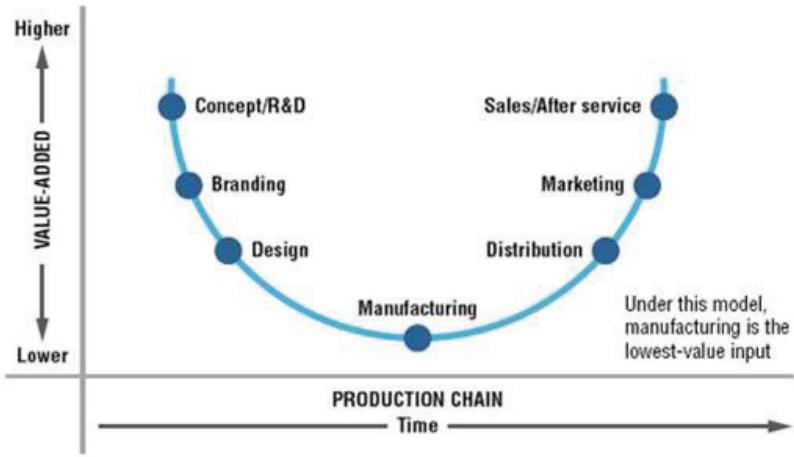 Higher
VALUE-ADDED
Lower
Concept/R&D
Sales/After service
Branding
Marketing
Design
Distribution
Manufacturing
Under this model,
manufacturing is the
lowest-value input
PRODUCTION CHAIN
Time